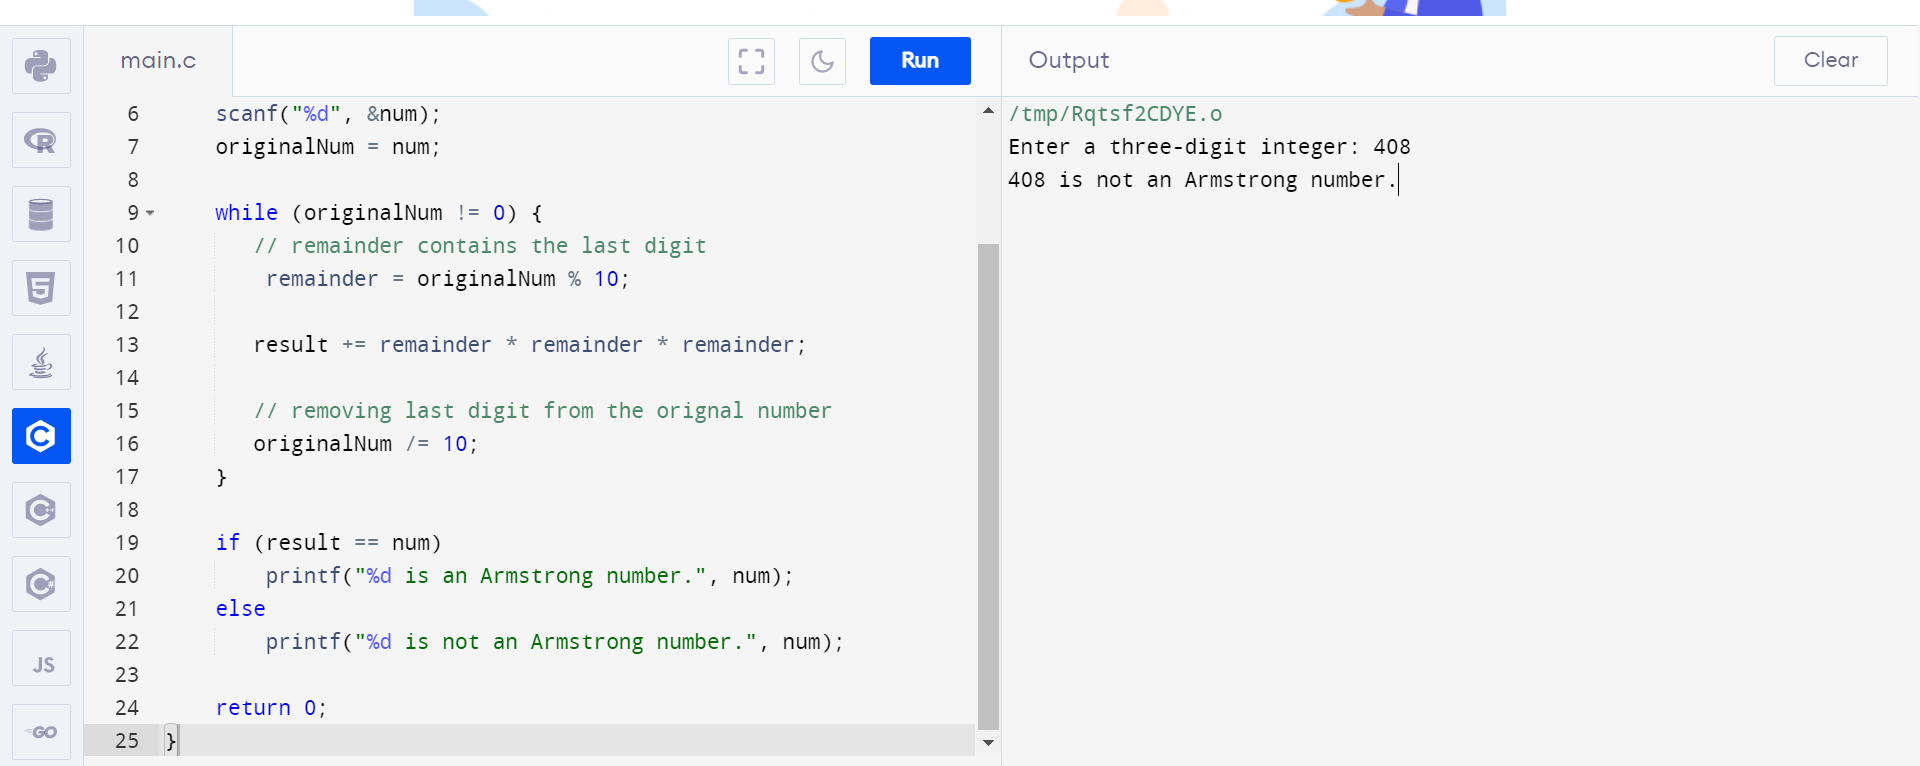 main.c
Run
Output
Clear
6 scanf("%d", &num);
7 originalNum = num;
8
9 while (originalNum != 0) {
10 // remainder contains the last digit
11 remainder = originalNum % 10;
12
13 result += remainder * remainder * remainder;
14
15 // removing last digit from the orignal number
16 originalNum /= 10;
17 }
18
19 if (result == num)
20 printf("%d is an Armstrong number.", num);
21 else
22 printf("%d is not an Armstrong number.", num);
23
24 return 0;
25 }
/tmp/Rqtsf2CDYE.o
Enter a three-digit integer: 408
408 is not an Armstrong number.
R
5
C
C
C
JS
GO